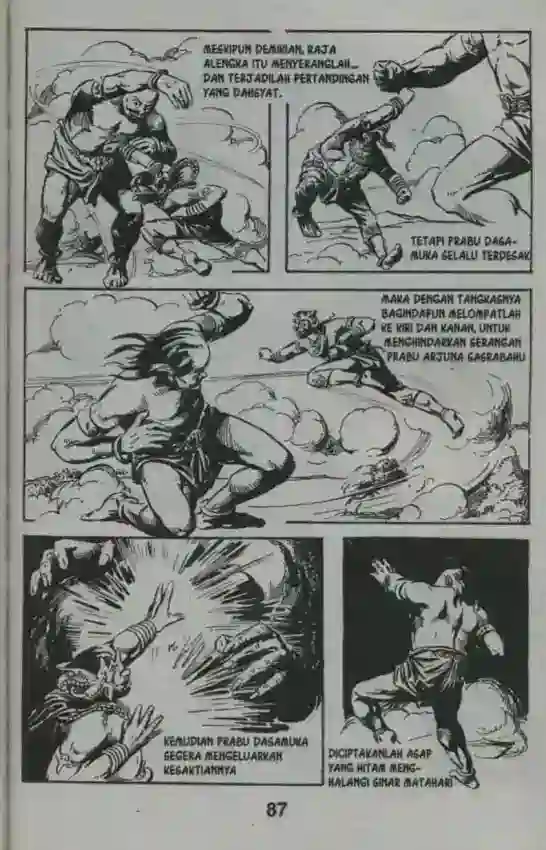 MESKIPUN DEMIKIAN, RAJA
ALENGKA ITU MENYERANGLAH...
DAN TERJADILAH PERTANDINGAN
YANG DAHSYAT.
TETAPI PRABU DASA-
MUKA SELALU TERDESAK
MAKA DENGAN TANGKASNYA
BAGINDAPUN MELOMPATLAH
KE KIRI DAN KANAN, UNTUK
MENGHINDARKAN SERANGAN
PRABU ARJUNA SASRABAHU
KEMUDIAN PRABU DASAMUKA
SEGERA MENGELUARKAN
KESAKTIANNYA
DICIPTAKANLAH ASAP
YANG HITAM MENG-
HALANGI SINAR MATAHARI
87